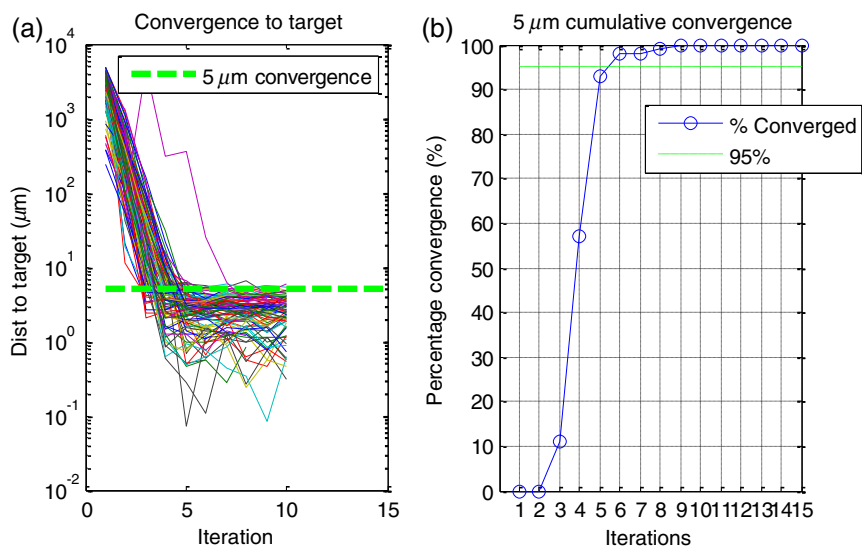 (a) Convergence to target
10^4
10^3
10^2
10^1
10^0
10^-1
10^-2
Dist to target (μm)
5 μm convergence
0 5 10 15
Iteration
(b) 5 μm cumulative convergence
100
90
80
70
60
50
40
30
20
10
0
Percentage convergence (%)
% Converged
95%
1 2 3 4 5 6 7 8 9 10 11 12 13 14 15
Iterations